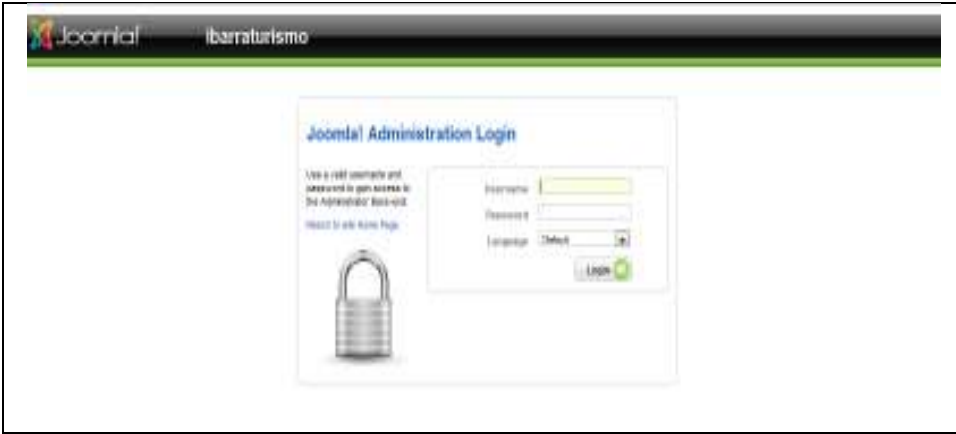 Joomla! ibarraturismo
Joomla! Administration Login
Use a valid username and
password to gain access to
the Administrator Back-end.
Return to site Home Page
Username
Password
Language Default
Login